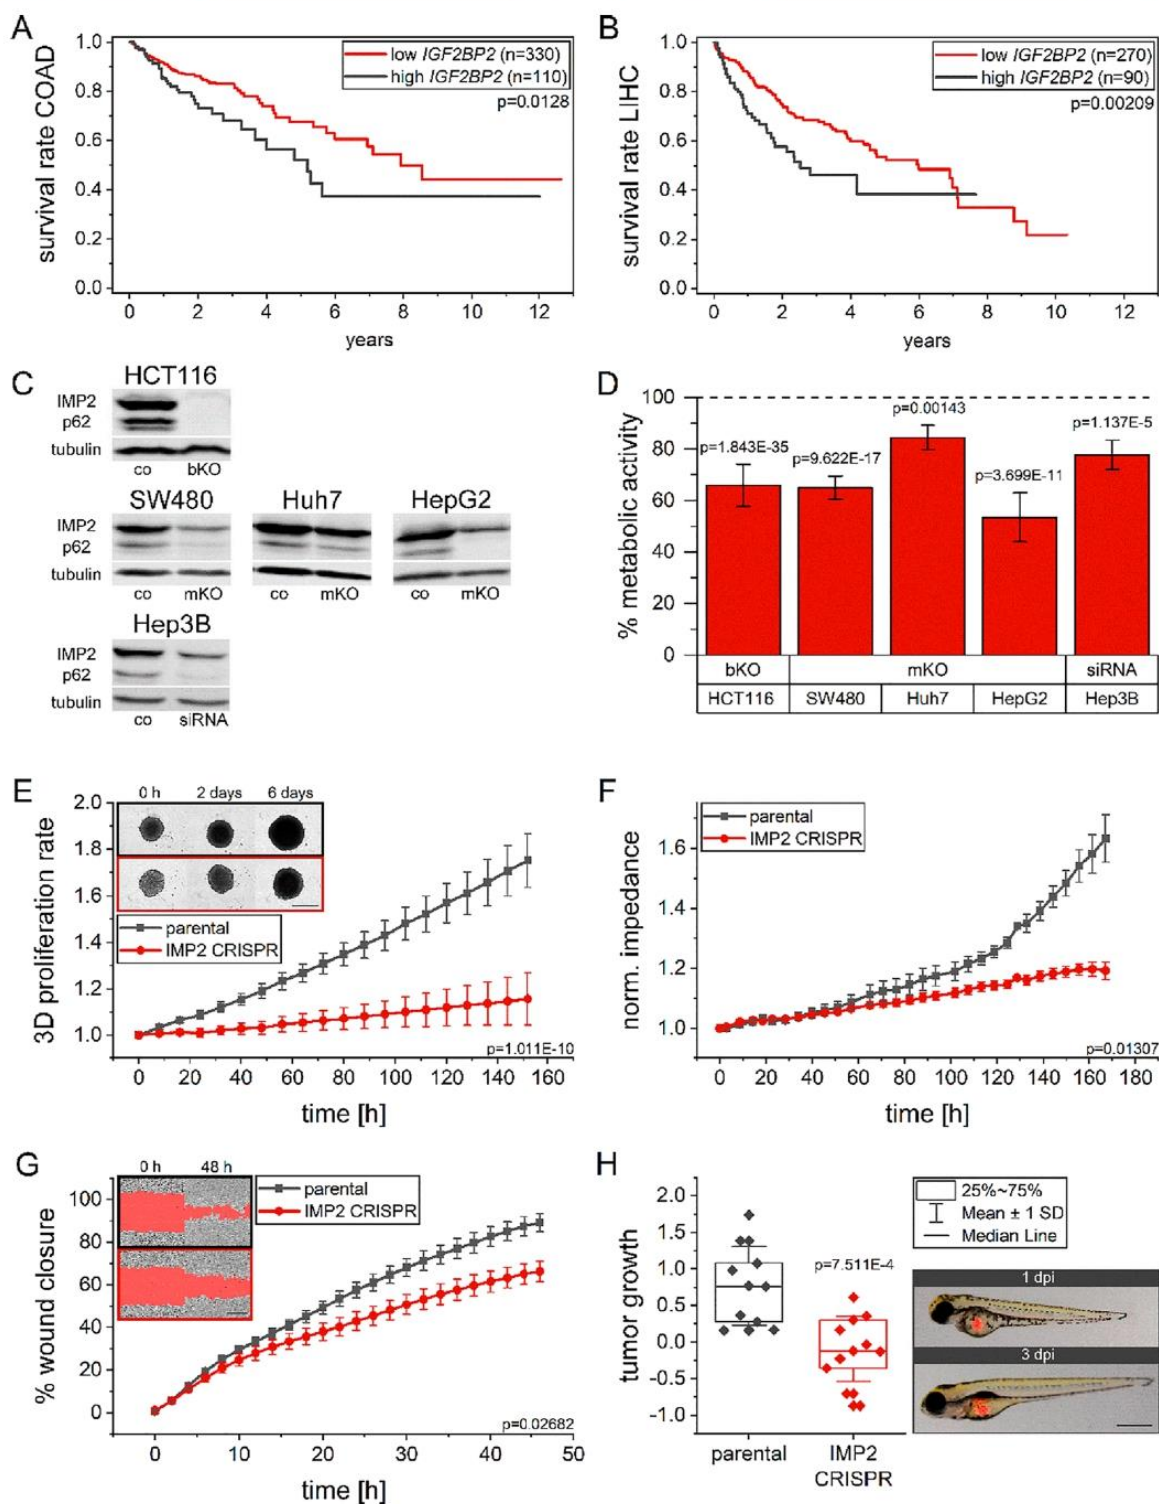 A
survival rate COAD
1.0
0.8
0.6
0.4
0.2
0.0
low IGF2BP2 (n=330)
high IGF2BP2 (n=110)
p=0.0128
0 2 4 6 8 10 12
years
B
survival rate LIHC
1.0
0.8
0.6
0.4
0.2
0.0
low IGF2BP2 (n=270)
high IGF2BP2 (n=90)
p=0.00209
0 2 4 6 8 10
years
C
HCT116
IMP2
p62
tubulin
co bKO
SW480 Huh7 HepG2
IMP2
p62
tubulin
co mKO co mKO co mKO
Hep3B
IMP2
p62
tubulin
co siRNA
D
% metabolic activity
100
80
60
40
20
0
p=1.843E-35
p=9.622E-17
p=0.00143
p=3.699E-11
p=1.137E-5
bKO mKO siRNA
HCT116 SW480 Huh7 HepG2 Hep3B
E
0 h 2 days 6 days
3D proliferation rate
2.0
1.8
1.6
1.4
1.2
1.0
parental
IMP2 CRISPR
p=1.011E-10
0 20 40 60 80 100 120 140 160
time [h]
F
norm. impedance
1.6
1.4
1.2
1.0
parental
IMP2 CRISPR
p=0.01307
0 20 40 60 80 100 120 140 160 180
time [h]
G
0 h 48 h
% wound closure
100
80
60
40
20
0
parental
IMP2 CRISPR
p=0.02682
0 10 20 30 40 50
time [h]
H
tumor growth
2.0
1.5
1.0
0.5
0.0
-0.5
-1.0
p=7.511E-4
parental IMP2
CRISPR
25%~75%
Mean ± 1 SD
Median Line
1 dpi
3 dpi